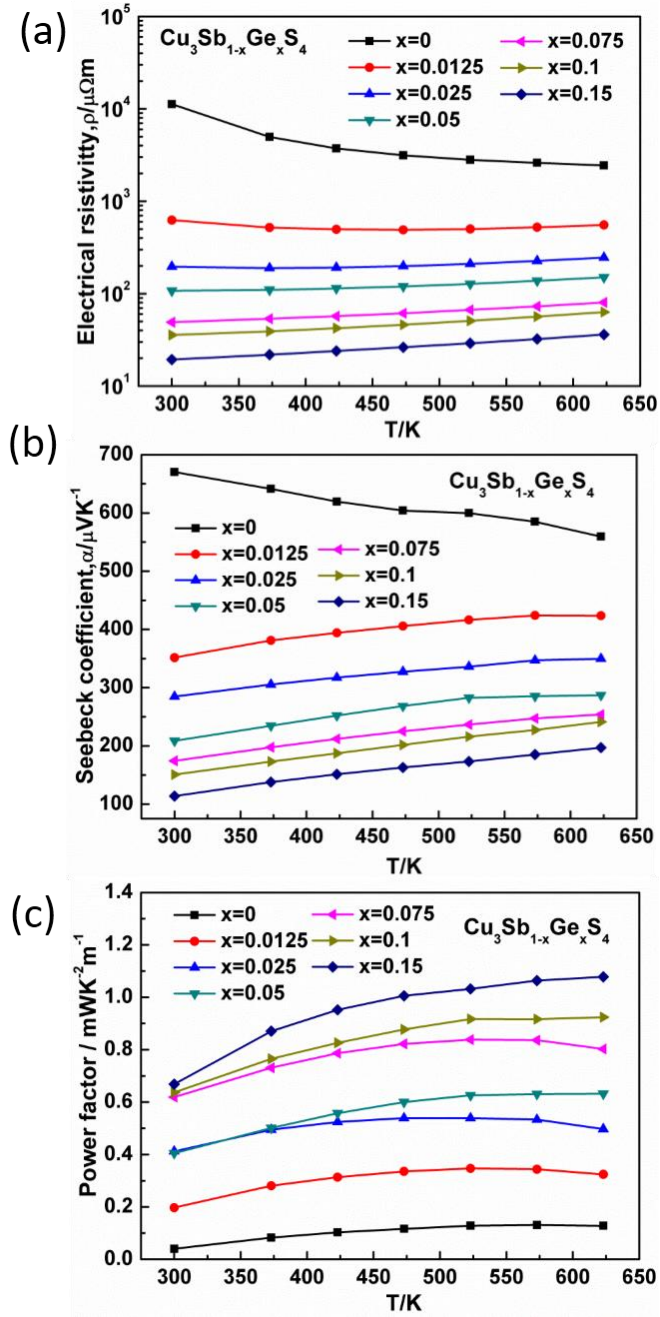 (a)
Cu3Sb1-xGexS4
x=0
x=0.0125
x=0.025
x=0.05
x=0.075
x=0.1
x=0.15
Electrical rsistivitty,ρ/μΩm
10^5
10^4
10^3
10^2
10^1
300 350 400 450 500 550 600 650
T/K
(b)
Cu3Sb1-xGexS4
x=0
x=0.0125
x=0.025
x=0.05
x=0.075
x=0.1
x=0.15
Seebeck coefficient,α/μVK^-1
700
600
500
400
300
200
100
300 350 400 450 500 550 600 650
T/K
(c)
x=0
x=0.0125
x=0.025
x=0.05
x=0.075
x=0.1
x=0.15
Cu3Sb1-xGexS4
Power factor / mWK^-2m^-1
1.4
1.2
1.0
0.8
0.6
0.4
0.2
0.0
300 350 400 450 500 550 600 650
T/K